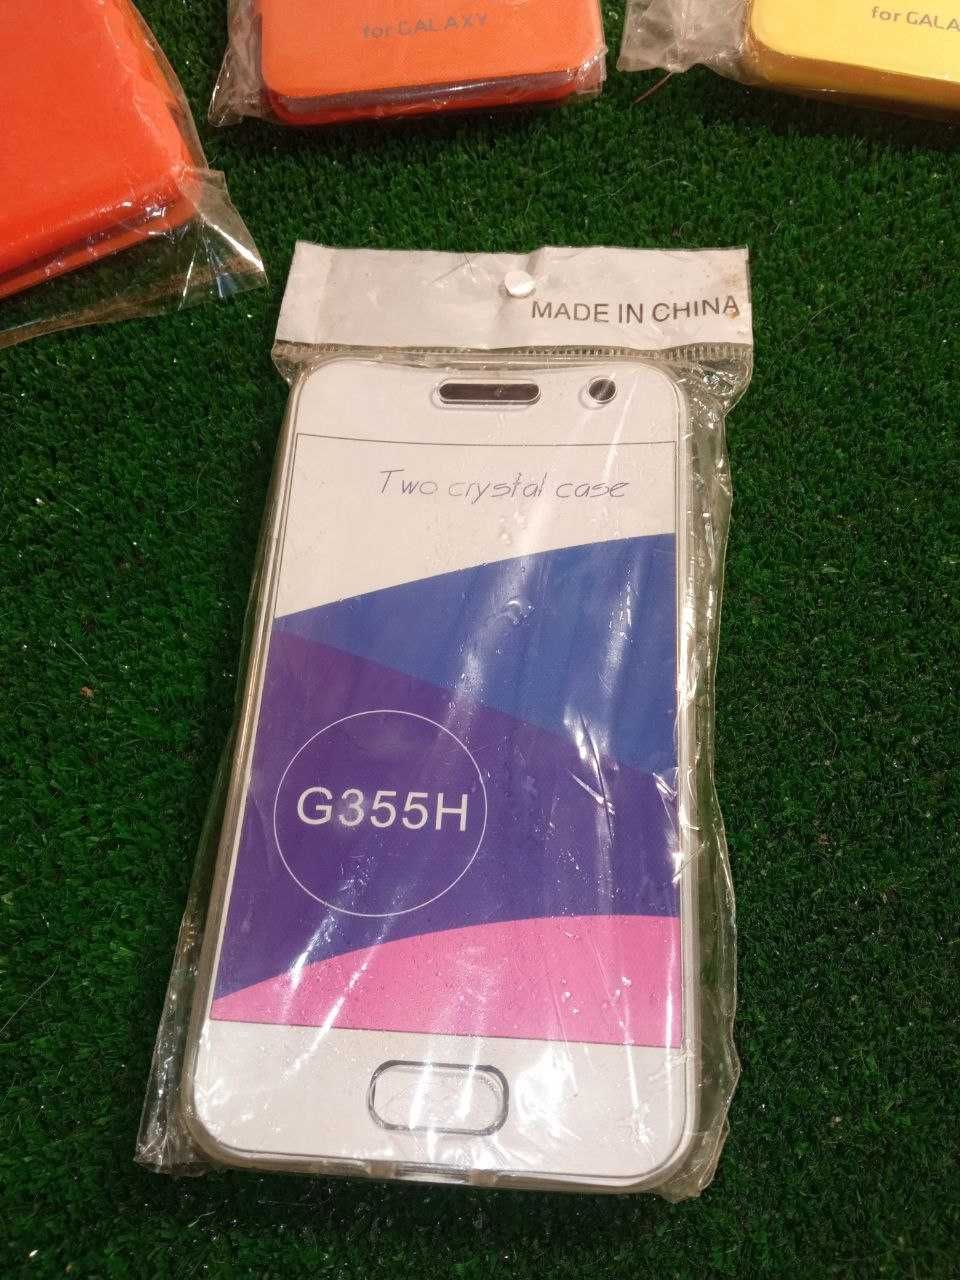 for GALAXY
for GALA
MADE IN CHINA
Two crystal case
G355H